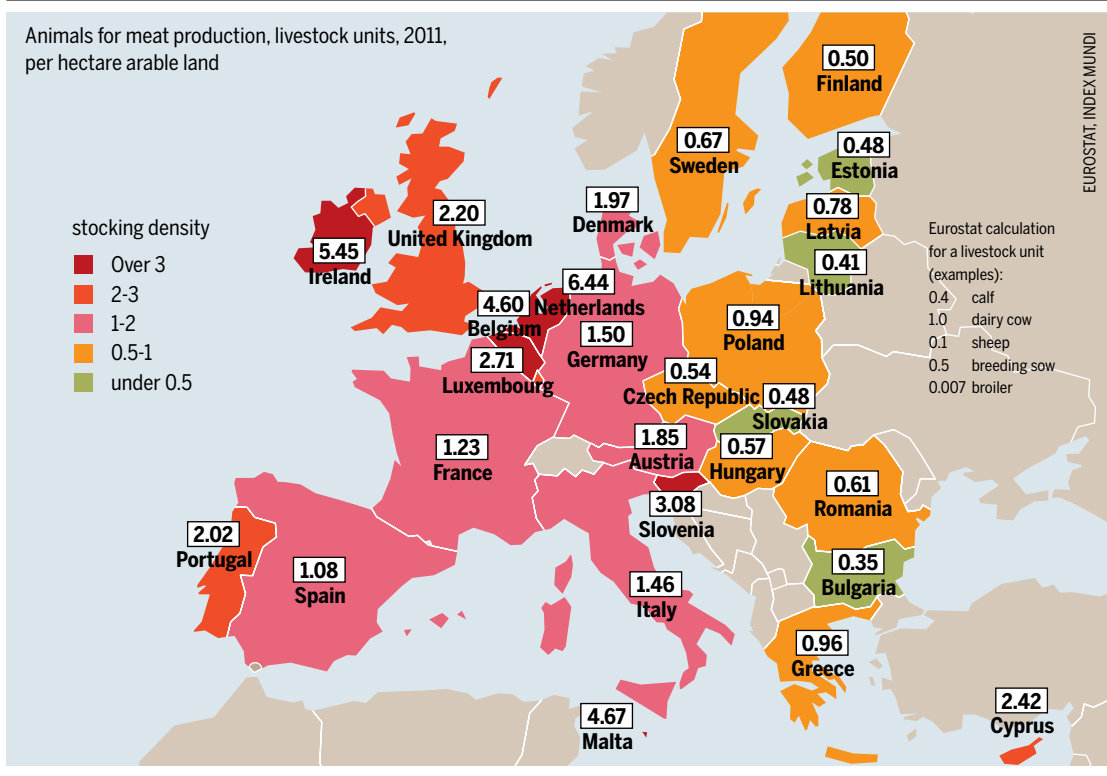 Animals for meat production, livestock units, 2011,
per hectare arable land
EUROSTAT, INDEX MUNDI
stocking density
Over 3
2-3
1-2
0.5-1
under 0.5
0.50
Finland
0.67
Sweden
0.48
Estonia
0.78
Latvia
0.41
Lithuania
1.97
Denmark
2.20
United Kingdom
5.45
Ireland
6.44
Netherlands
4.60
Belgium
2.71
Luxembourg
1.50
Germany
0.94
Poland
0.54
Czech Republic
0.48
Slovakia
1.85
Austria
0.57
Hungary
1.23
France
3.08
Slovenia
0.61
Romania
0.35
Bulgaria
2.02
Portugal
1.08
Spain
1.46
Italy
0.96
Greece
4.67
Malta
2.42
Cyprus
Eurostat calculation
for a livestock unit
(examples):
0.4 calf
1.0 dairy cow
0.1 sheep
0.5 breeding sow
0.007 broiler